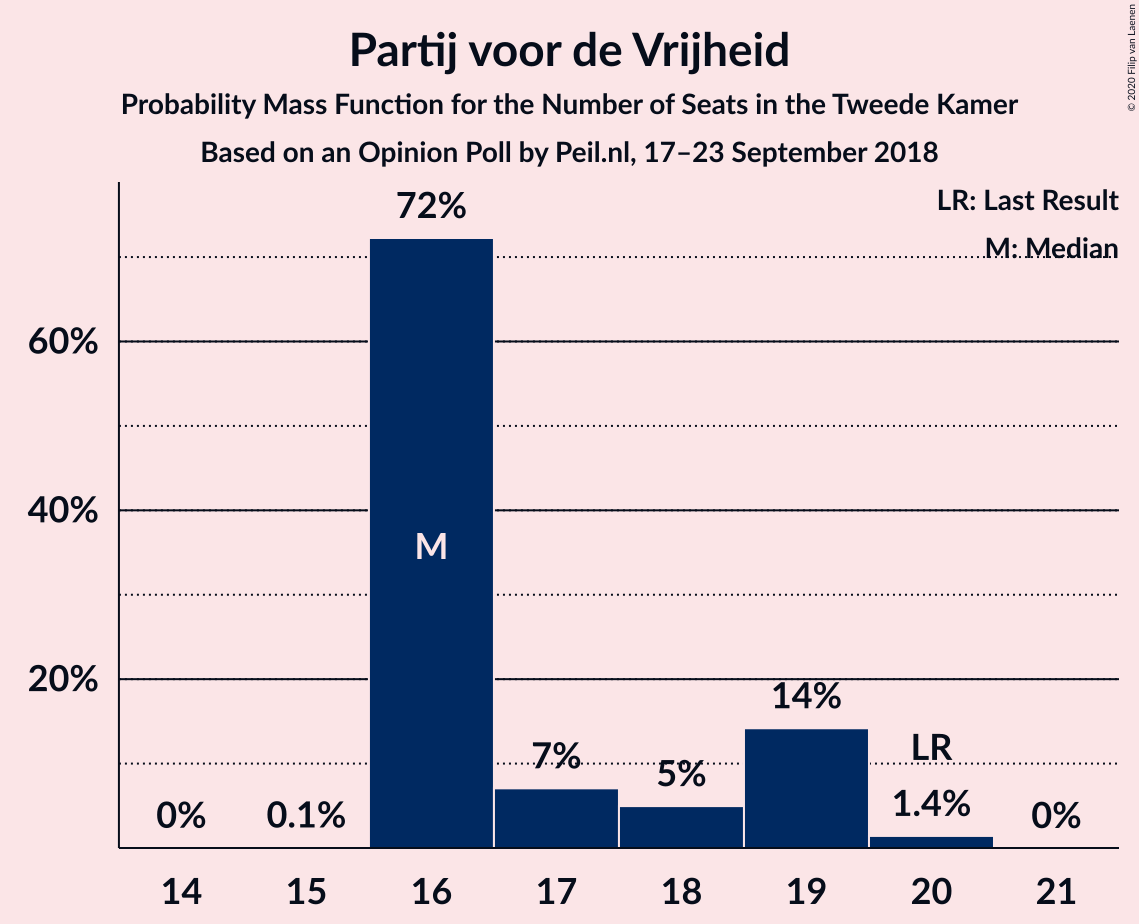 Partij voor de Vrijheid
Probability Mass Function for the Number of Seats in the Tweede Kamer
Based on an Opinion Poll by Peil.nl, 17–23 September 2018
© 2020 Filip van Laenen
LR: Last Result
M: Median
72%
60%
40%
M
20%
14%
LR
7%
5%
1.4%
0%
0.1%
0%
14 15 16 17 18 19 20 21